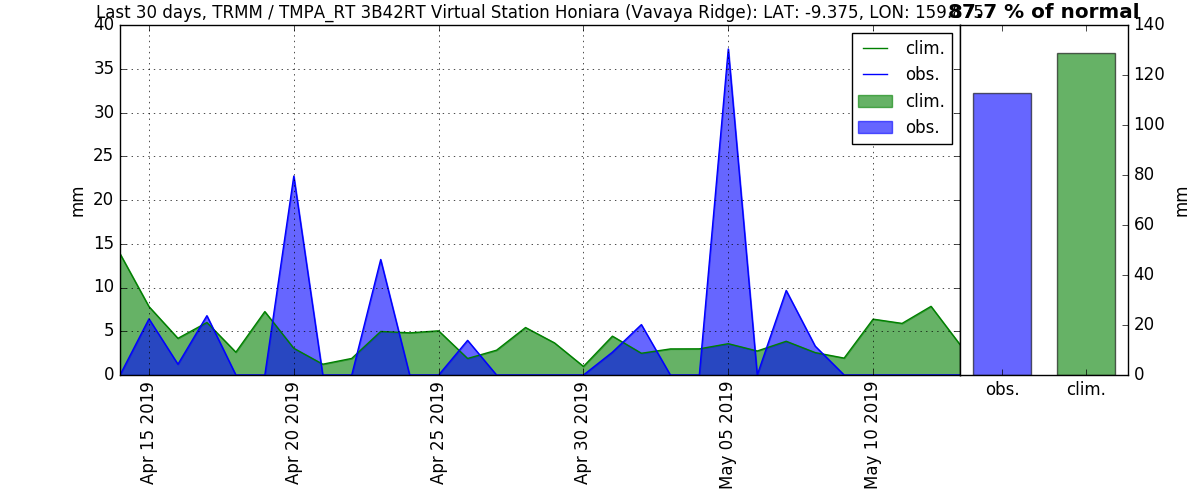 Last 30 days, TRMM / TMPA_RT 3B42RT Virtual Station Honiara (Vavaya Ridge): LAT: -9.375, LON:
87.7 % of normal
40
35
30
25
20
15
10
5
0
mm
clim.
obs.
clim.
obs.
Apr 15 2019
Apr 20 2019
Apr 25 2019
Apr 30 2019
May 05 2019
May 10 2019
140
120
100
80
60
40
20
0
mm
obs.
clim.